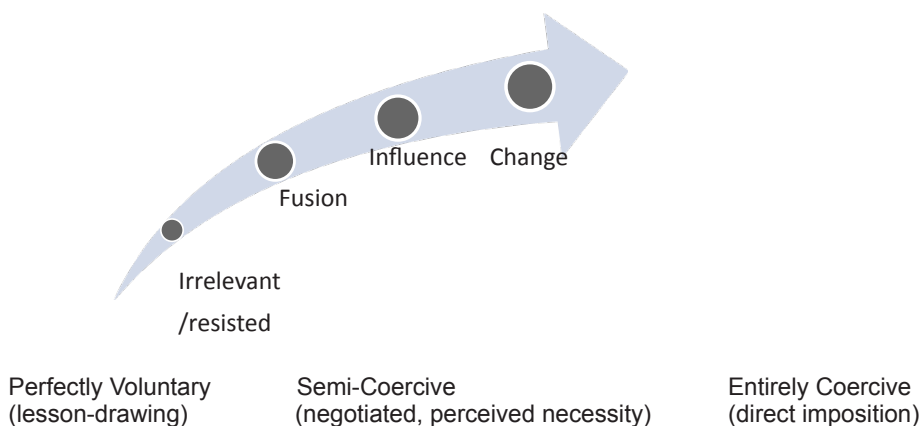 Influence Change
Fusion
Irrelevant
/resisted
Perfectly Voluntary Semi-Coercive Entirely Coercive
(lesson-drawing) (negotiated, perceived necessity) (direct imposition)